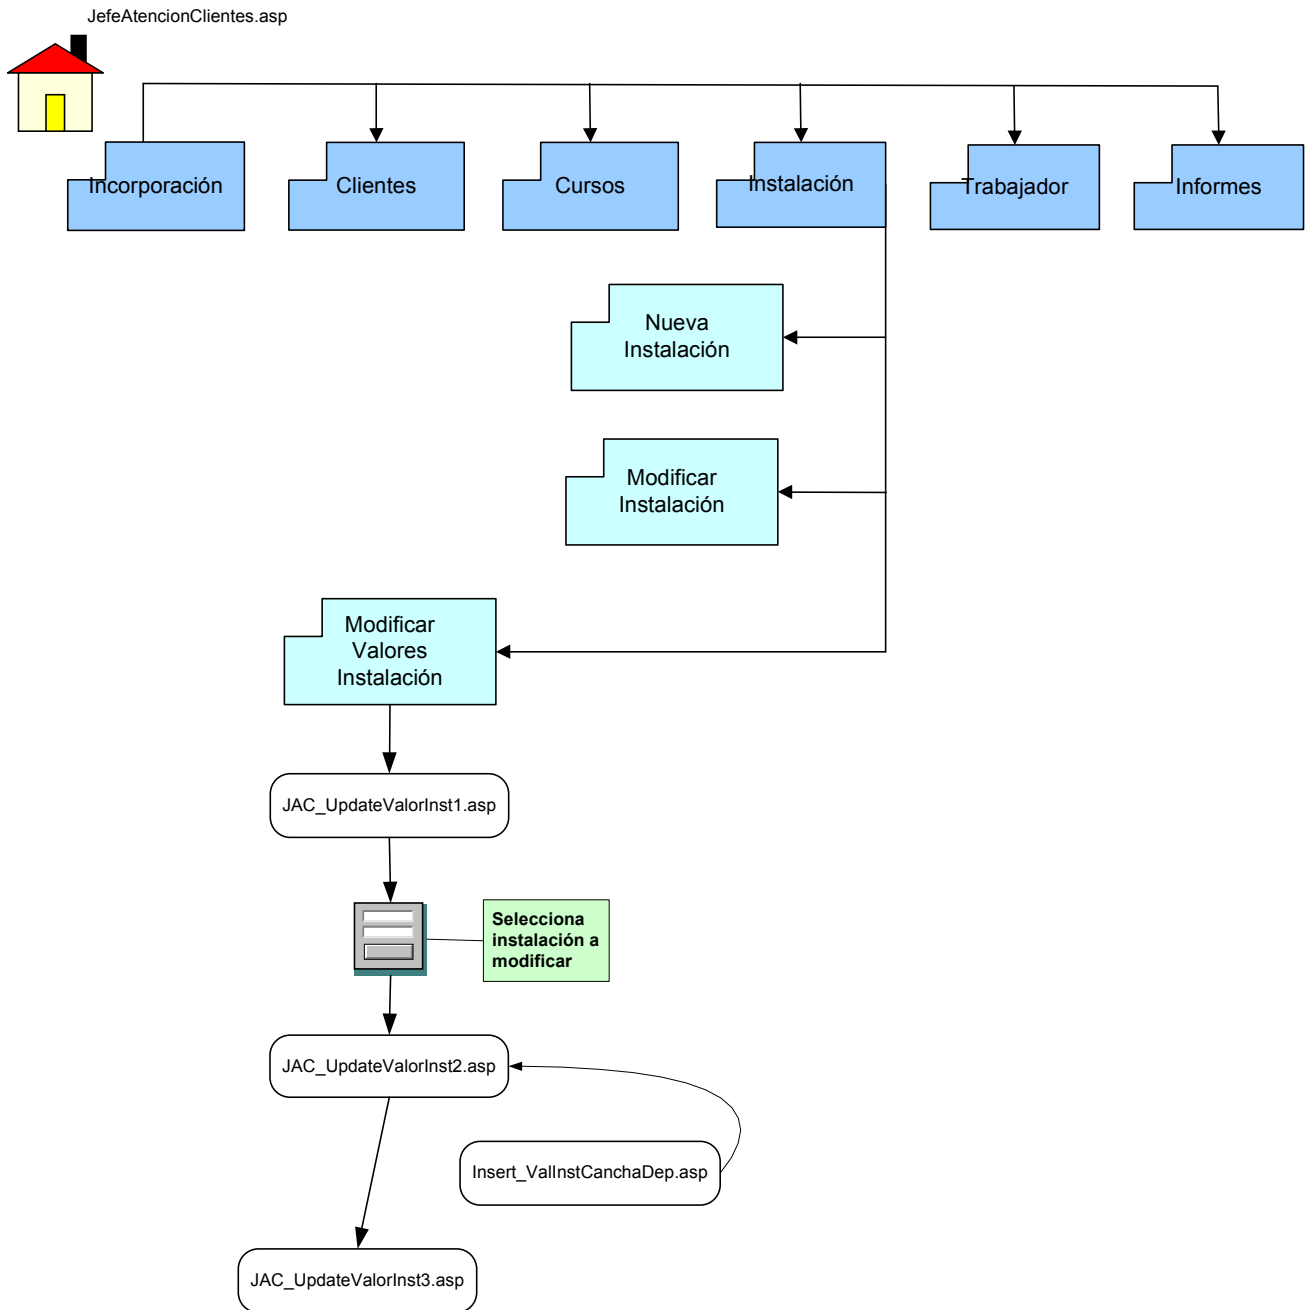 JefeAtencionClientes.asp
Incorporación
Clientes
Cursos
Instalación
Trabajador
Informes
Nueva
Instalación
Modificar
Instalación
Modificar
Valores
Instalación
JAC_UpdateValorInst1.asp
Selecciona
instalación a
modificar
JAC_UpdateValorInst2.asp
Insert_ValInstCanchaDep.asp
JAC_UpdateValorInst3.asp